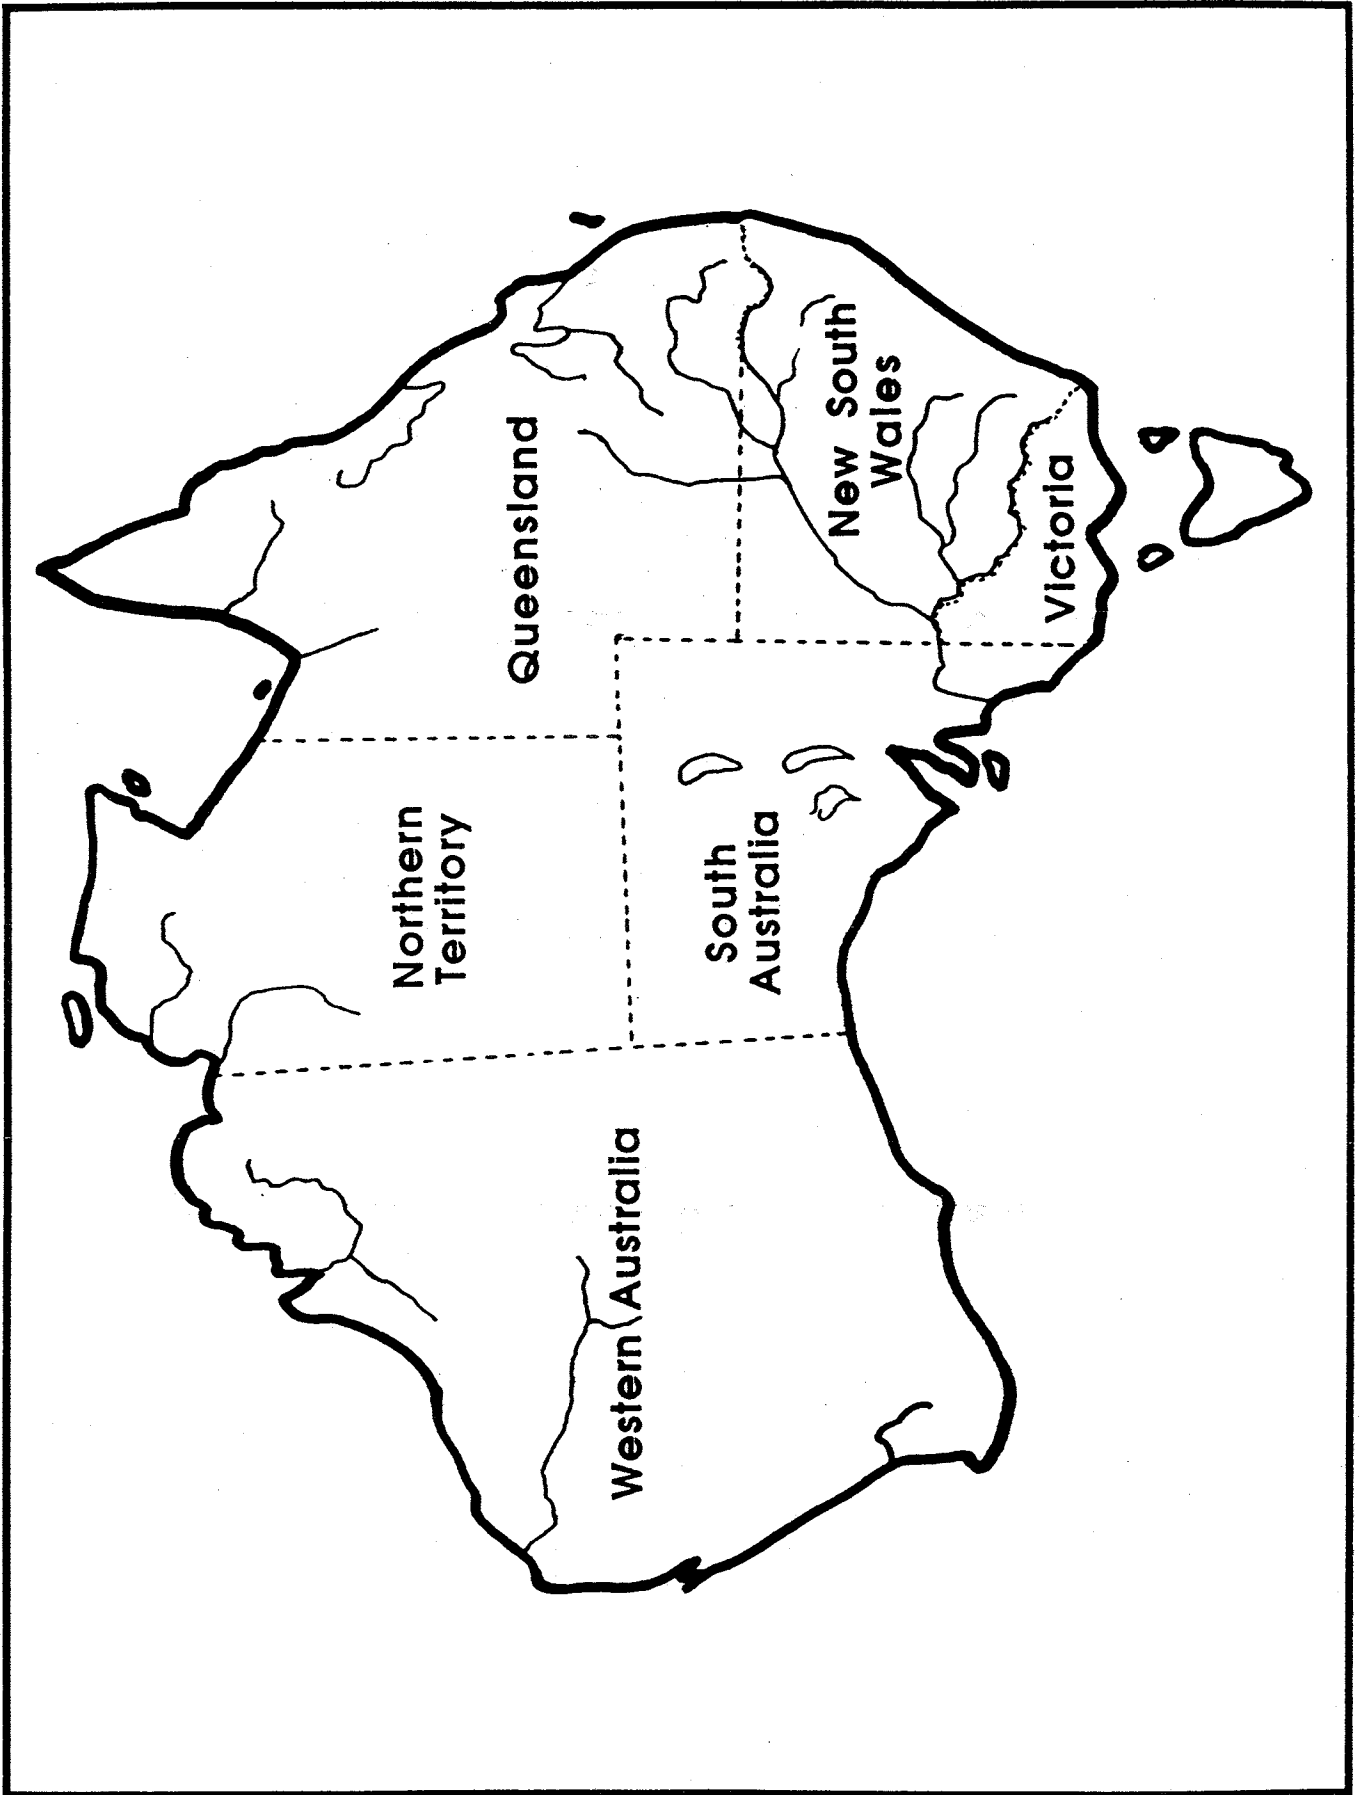 Northern
Territory
Queensland
Western Australia
South
Australia
New South
Wales
Victoria